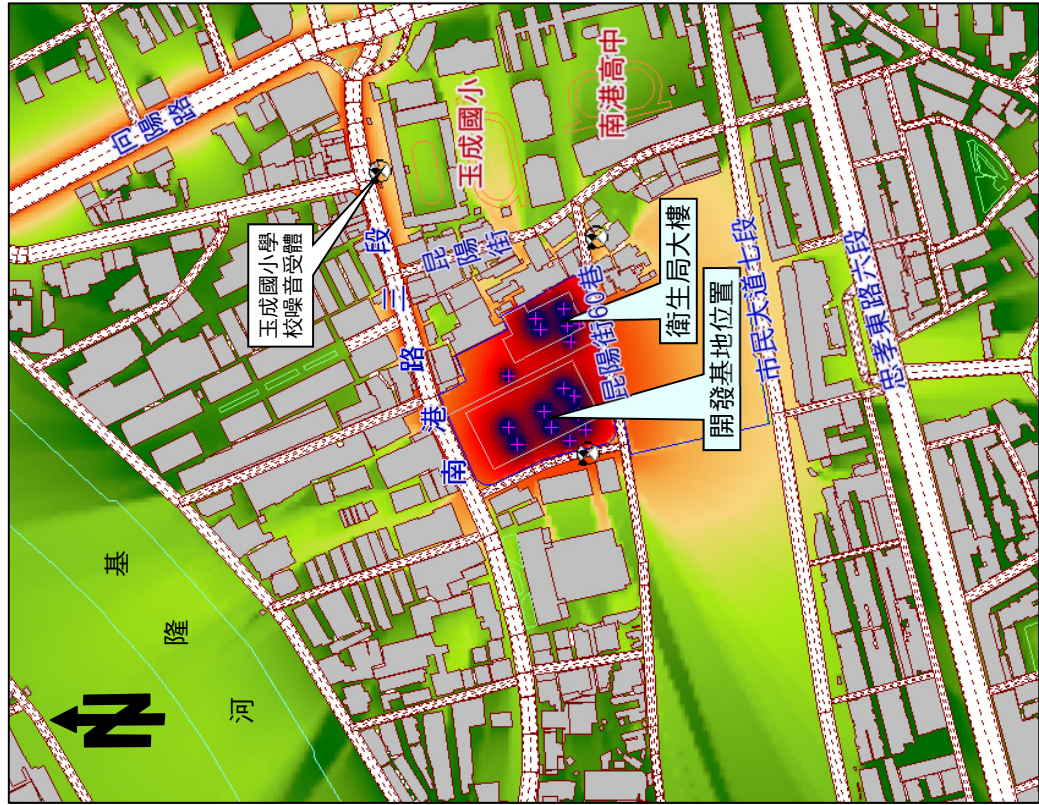 向陽路
玉成國小
南港高中
玉成國小學
校噪音受體
南港路三段
昆陽
街
昆陽街60巷
衛生局大樓
開發基地位置
市民大道七段
忠孝東路六段
基隆河
N